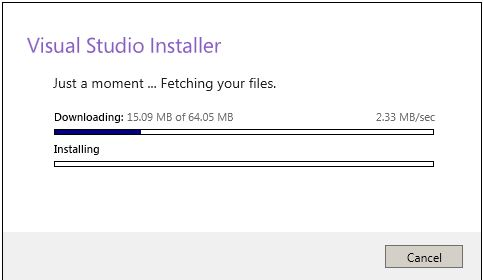 Visual Studio Installer
Just a moment ... Fetching your files.
Downloading: 15.09 MB of 64.05 MB 2.33 MB/sec
Installing
Cancel